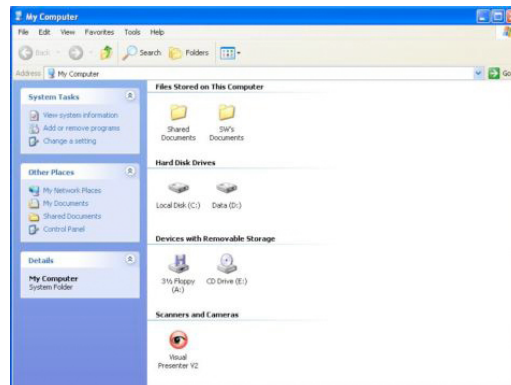 My Computer
File Edit View Favorites Tools Help
Back Search Folders
Address My Computer Go
System Tasks
View system information
Add or remove programs
Change a setting
Other Places
My Network Places
My Documents
Shared Documents
Control Panel
Details
My Computer
System Folder
Files Stored on This Computer
Shared Documents
SW's Documents
Hard Disk Drives
Local Disk (C:) Data (D:)
Devices with Removable Storage
3½ Floppy (A:)
CD Drive (E:)
Scanners and Cameras
Visual
Presenter V2